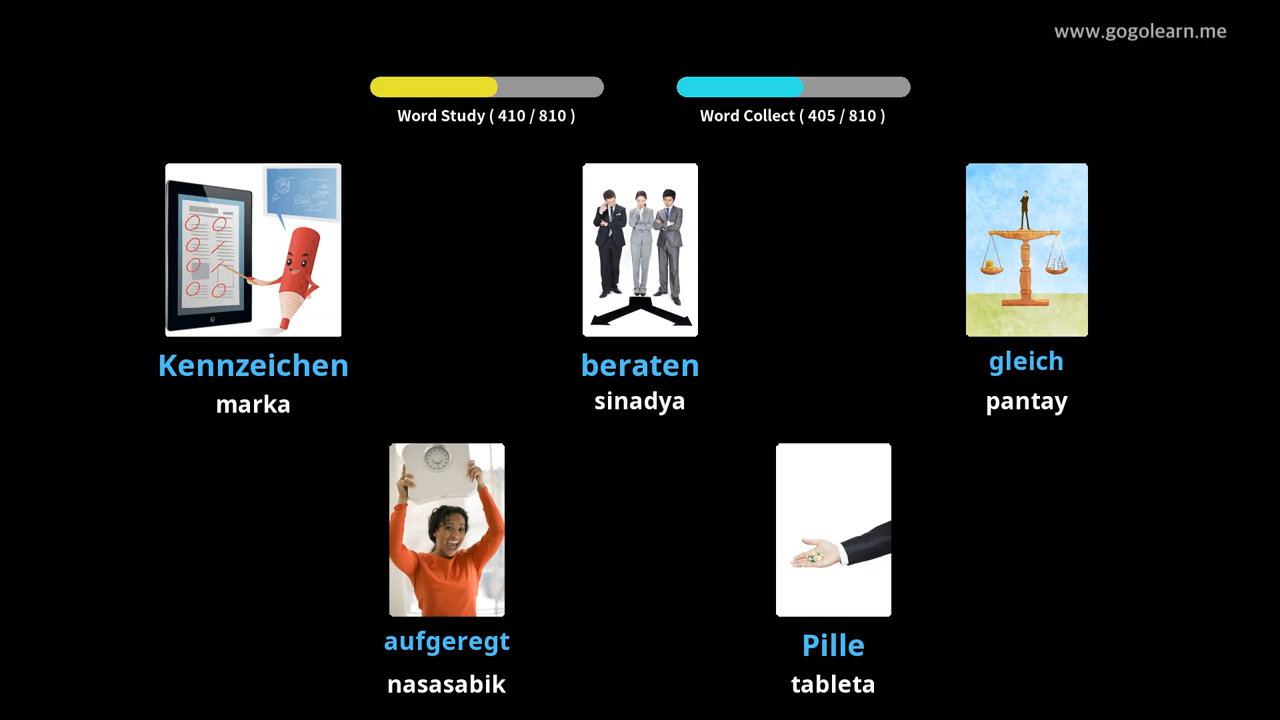 www.gogolearn.me
Word Study ( 410 / 810 )
Word Collect ( 405 / 810 )
Kennzeichen
marka
beraten
sinadya
gleich
pantay
aufgeregt
nasasabik
Pille
tableta